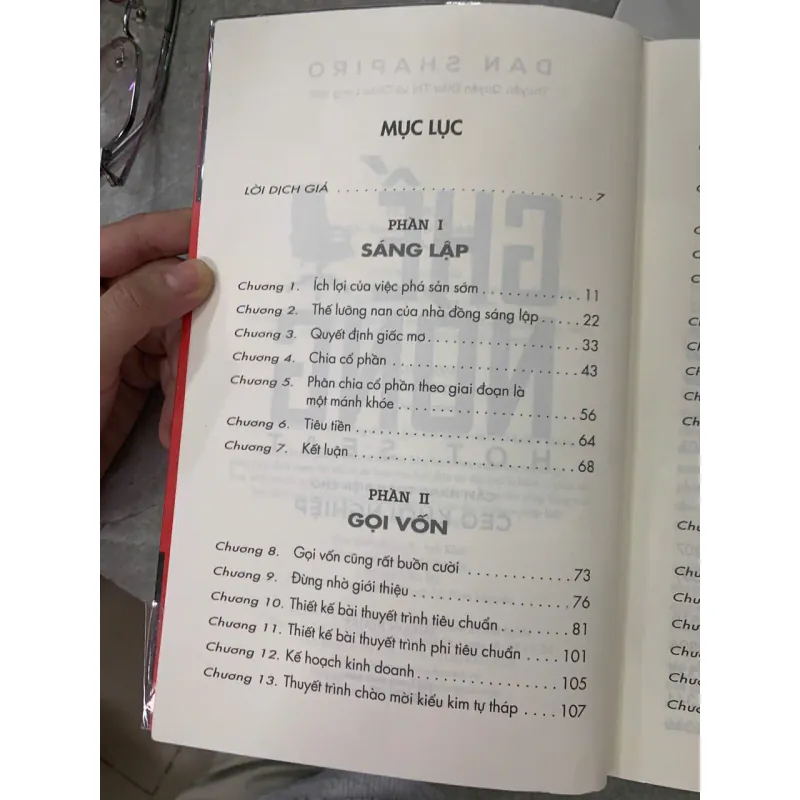 MỤC LỤC
LỜI DỊCH GIẢ . . . . . . . . . . . . . . . . . . . . . . . . . . . . 7
PHẦN I
SÁNG LẬP
Chương 1. Ích lợi của việc phá sản sớm . . . . . . . . . . . . 11
Chương 2. Thế lưỡng nan của nhà đồng sáng lập . . . . . 22
Chương 3. Quyết định giấc mơ . . . . . . . . . . . . . . . . . 33
Chương 4. Chia cổ phần . . . . . . . . . . . . . . . . . . . . . 43
Chương 5. Phân chia cổ phần theo giai đoạn là
một mánh khóe . . . . . . . . . . . . . . . . . . . . 56
Chương 6. Tiêu tiền . . . . . . . . . . . . . . . . . . . . . . . . 64
Chương 7. Kết luận . . . . . . . . . . . . . . . . . . . . . . . . . 68
PHẦN II
GỌI VỐN
Chương 8. Gọi vốn cũng rất buồn cười . . . . . . . . . . . . 73
Chương 9. Đừng nhờ giới thiệu . . . . . . . . . . . . . . . . . 76
Chương 10. Thiết kế bài thuyết trình tiêu chuẩn . . . . . . . . 81
Chương 11. Thiết kế bài thuyết trình phi tiêu chuẩn . . . . 101
Chương 12. Kế hoạch kinh doanh . . . . . . . . . . . . . . . . 105
Chương 13. Thuyết trình chào mời kiểu kim tự tháp . . . . 107